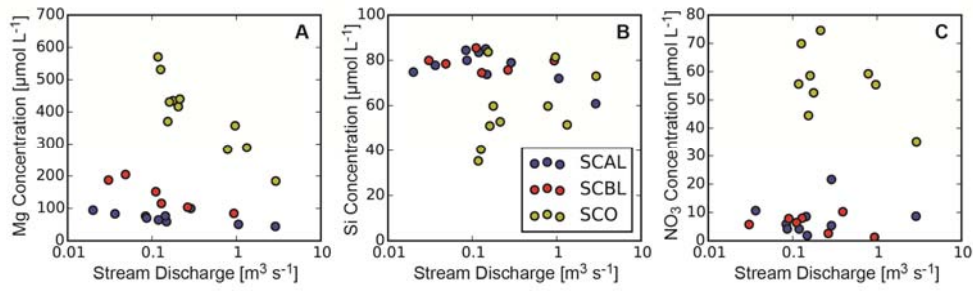 A
Mg Concentration [μmol L⁻¹]
700
600
500
400
300
200
100
0
0.01
0.1
1
10
Stream Discharge [m³ s⁻¹]
B
Si Concentration [μmol L⁻¹]
100
80
60
40
20
0
SCAL
SCBL
SCO
0.01
0.1
1
10
Stream Discharge [m³ s⁻¹]
C
NO₃ Concentration [μmol L⁻¹]
80
70
60
50
40
30
20
10
0
0.01
0.1
1
10
Stream Discharge [m³ s⁻¹]